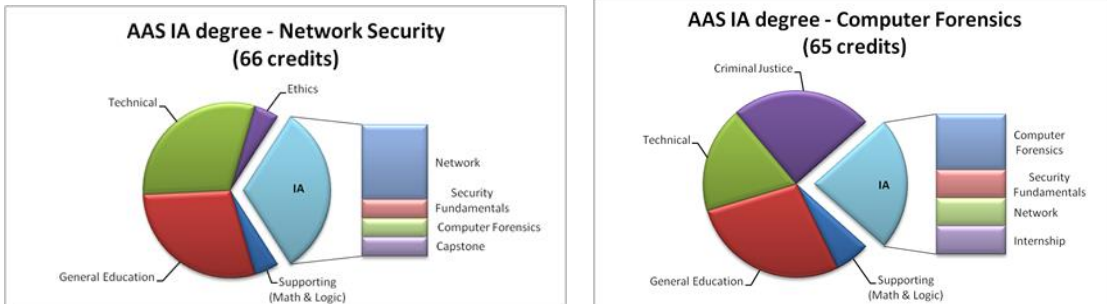 AAS IA degree - Network Security
(66 credits)
Ethics
Technical
IA
Network
Security
Fundamentals
Computer Forensics
Capstone
General Education
Supporting
(Math & Logic)
AAS IA degree - Computer Forensics
(65 credits)
Criminal Justice
Technical
IA
Computer
Forensics
Security
Fundamentals
Network
Internship
General Education
Supporting
(Math & Logic)